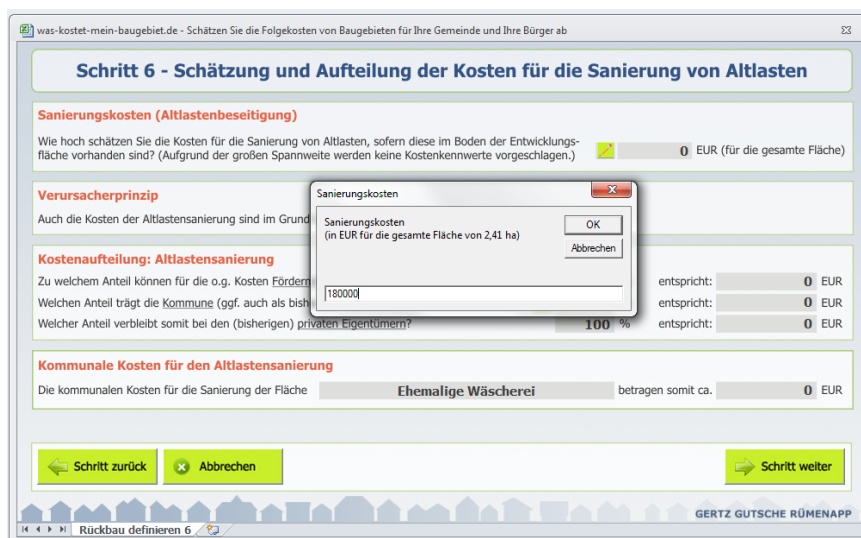 was-kostet-mein-baugebiet.de - Schätzen Sie die Folgekosten von Baugebieten für Ihre Gemeinde und Ihre Bürger ab
Schritt 6 - Schätzung und Aufteilung der Kosten für die Sanierung von Altlasten
Sanierungskosten (Altlastenbeseitigung)
Wie hoch schätzen Sie die Kosten für die Sanierung von Altlasten, sofern diese im Boden der Entwicklungs-
fläche vorhanden sind? (Aufgrund der großen Spannweite werden keine Kostenkennwerte vorgeschlagen.) 0 EUR (für die gesamte Fläche)
Verursacherprinzip
Auch die Kosten der Altlastensanierung sind im Grund
Sanierungskosten
Sanierungskosten
(in EUR für die gesamte Fläche von 2,41 ha)
OK
Abbrechen
180000
Kostenaufteilung: Altlastensanierung
Zu welchem Anteil können für die o.g. Kosten Fördern entspricht: 0 EUR
Welchen Anteil trägt die Kommune (ggf. auch als bish entspricht: 0 EUR
Welcher Anteil verbleibt somit bei den (bisherigen) privaten Eigentümern? 100 % entspricht: 0 EUR
Kommunale Kosten für den Altlastensanierung
Die kommunalen Kosten für die Sanierung der Fläche Ehemalige Wäscherei betragen somit ca. 0 EUR
Schritt zurück Abbrechen Schritt weiter
GERTZ GUTSCHE RÜMENAPP
Rückbau definieren 6